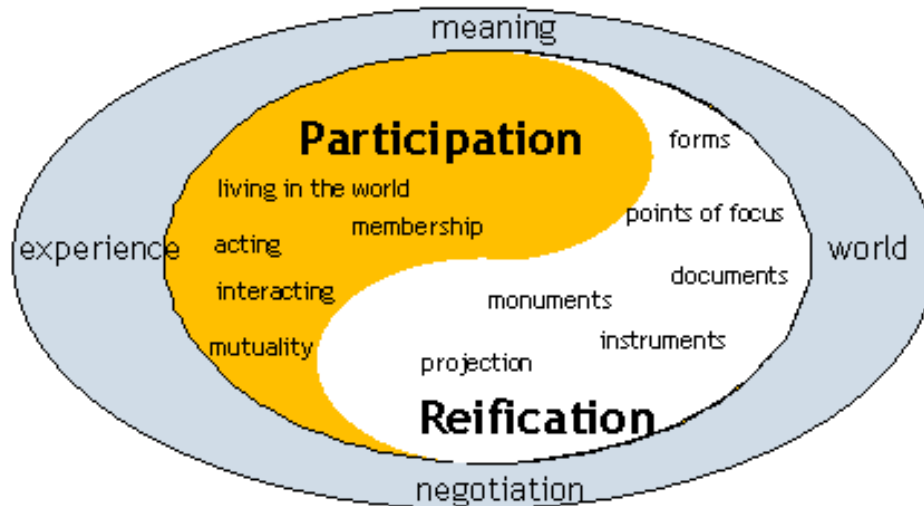 meaning
Participation
forms
living in the world
membership
points of focus
experience
acting
world
interacting
monuments
documents
mutuality
instruments
projection
Reification
negotiation